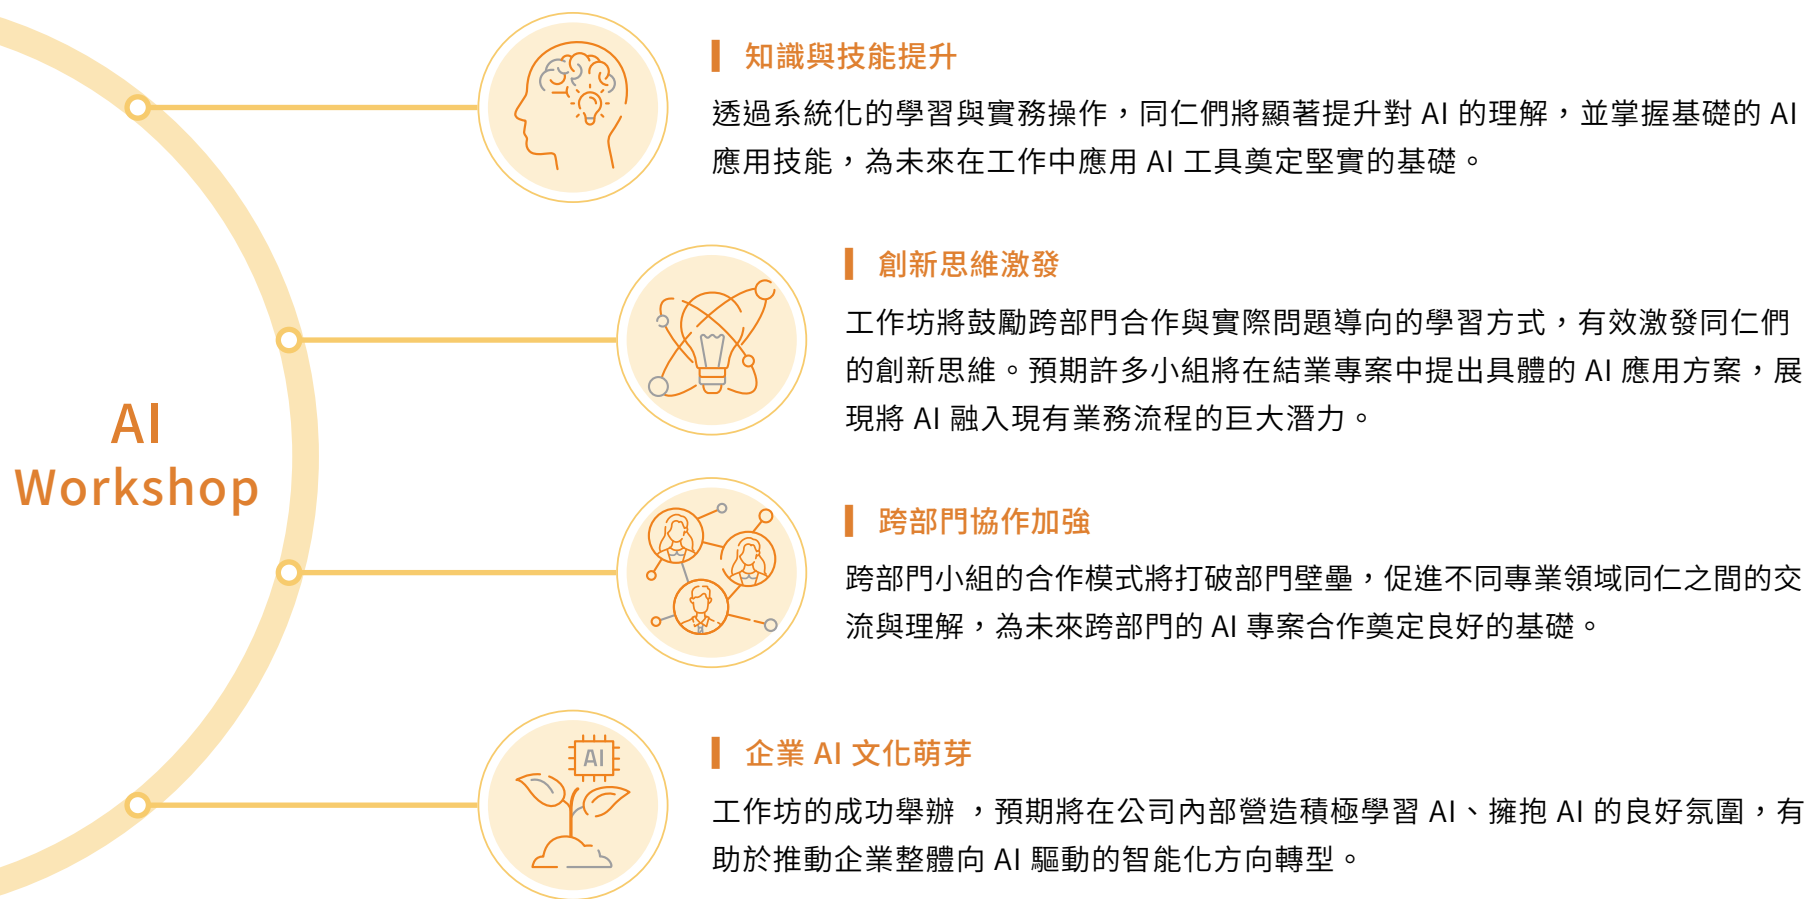 知識與技能提升
透過系統化的學習與實務操作，同仁們將顯著提升對 AI 的理解，並掌握基礎的 AI
應用技能，為未來在工作中應用 AI 工具奠定堅實的基礎。
創新思維激發
工作坊將鼓勵跨部門合作與實際問題導向的學習方式，有效激發同仁們
的創新思維。預期許多小組將在結業專案中提出具體的 AI 應用方案，展
現將 AI 融入現有業務流程的巨大潛力。
AI
Workshop
跨部門協作加強
跨部門小組的合作模式將打破部門壁壘，促進不同專業領域同仁之間的交
流與理解，為未來跨部門的 AI 專案合作奠定良好的基礎。
AI
企業 AI 文化萌芽
工作坊的成功舉辦 ，預期將在公司內部營造積極學習 AI、擁抱 AI 的良好氛圍，有
助於推動企業整體向 AI 驅動的智能化方向轉型。